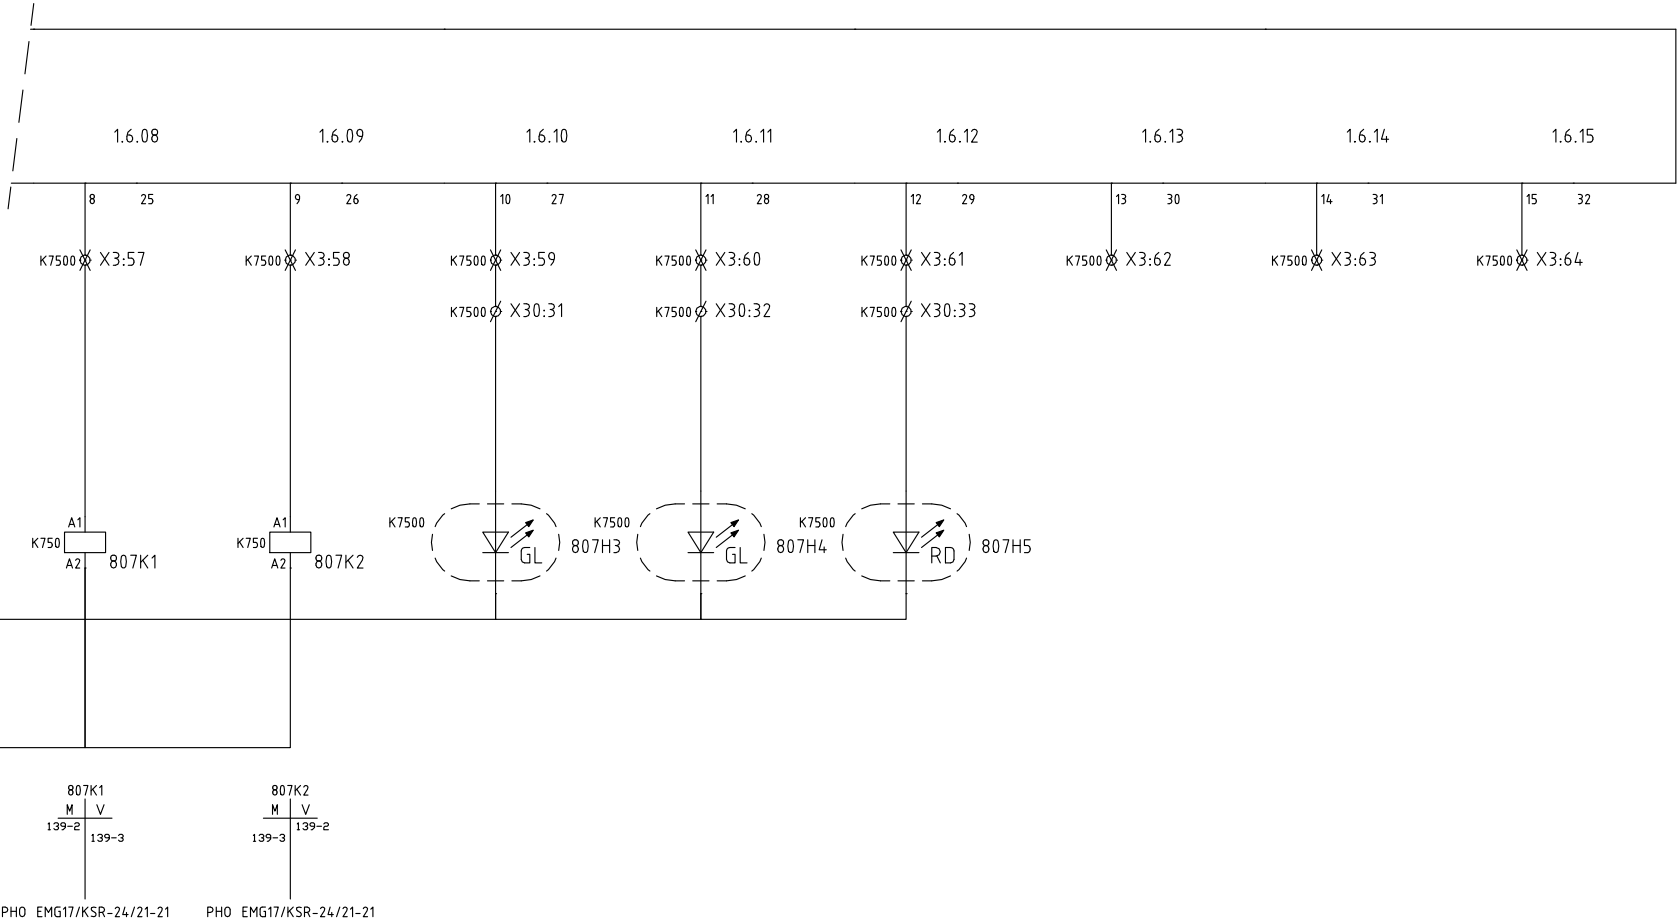 1.6.08 1.6.09 1.6.10 1.6.11 1.6.12 1.6.13 1.6.14 1.6.15
8 25 9 26 10 27 11 28 12 29 13 30 14 31 15 32
K7500 X3:57 K7500 X3:58 K7500 X3:59 K7500 X3:60 K7500 X3:61 K7500 X3:62 K7500 X3:63 K7500 X3:64
K7500 X30:31 K7500 X30:32 K7500 X30:33
A1 A1 K7500 K7500 K7500
K750 K750 807H3 807H4 807H5
A2 807K1 A2 807K2 GL GL RD
807K1 807K2
M V M V
139-2 139-2
139-3 139-3
PHO EMG17/KSR-24/21-21 PHO EMG17/KSR-24/21-21